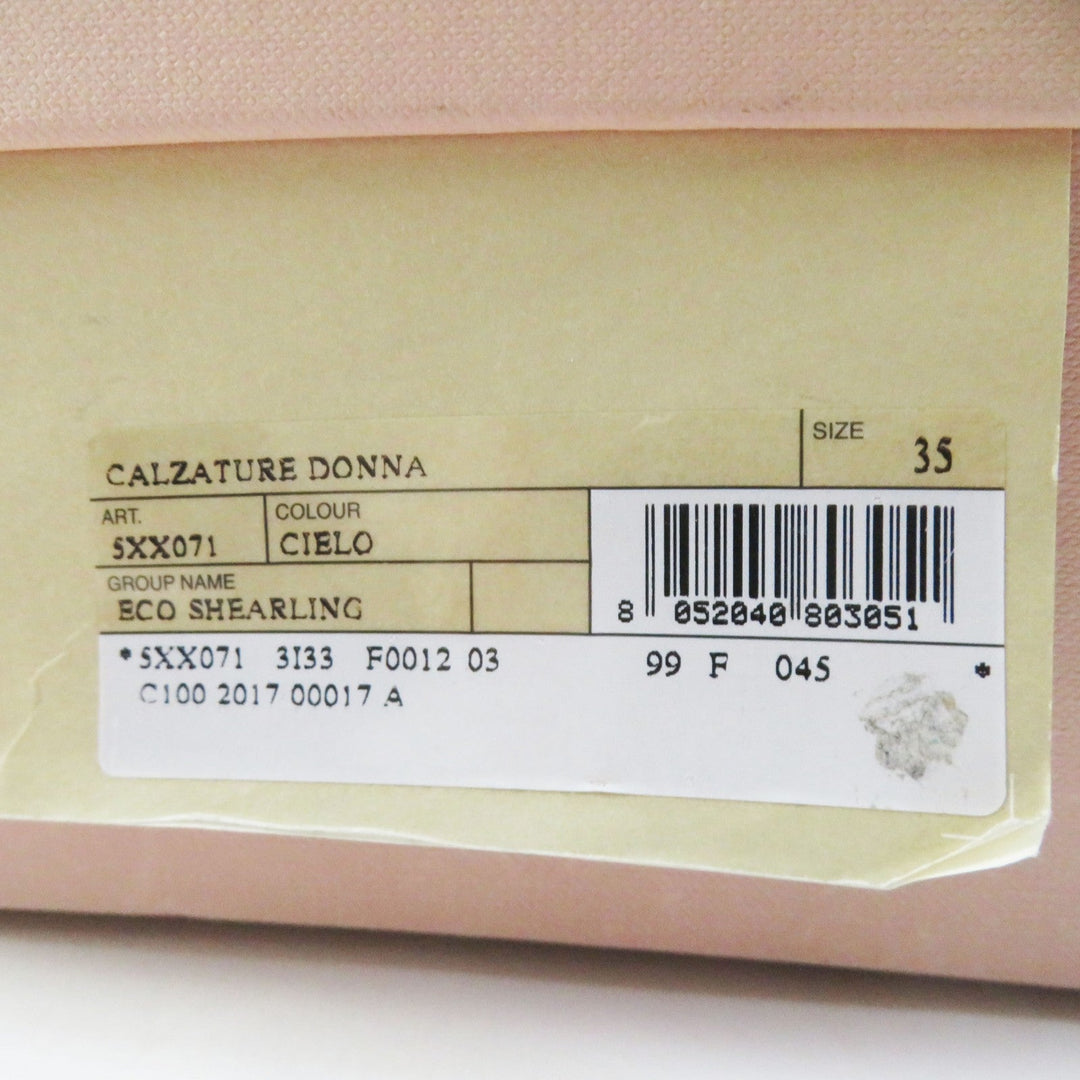 CALZATURE DONNA
SIZE 35
ART. 5XX071
COLOUR CIELO
GROUP NAME
ECO SHEARLING
8 052040 803051
*5XX071 3I33 F0012 03 99 F 045 *
C100 2017 00017 A